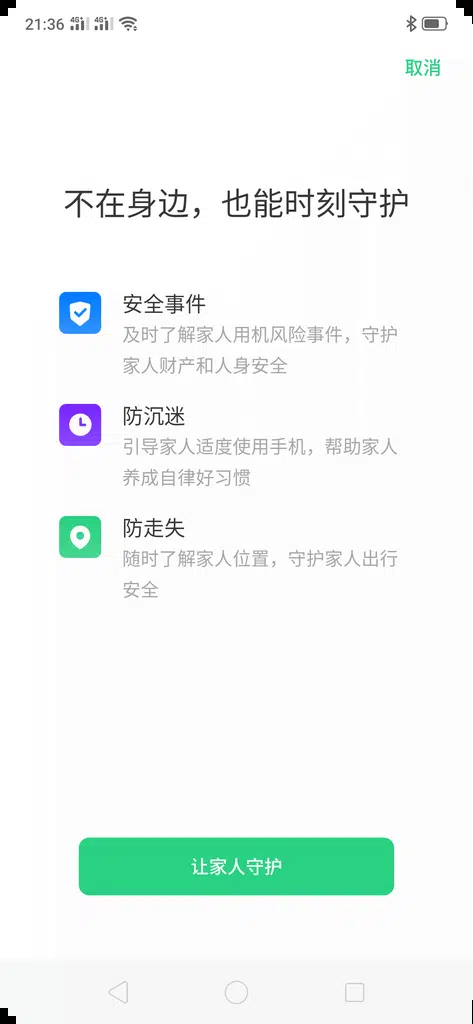 21:36
取消
不在身边，也能时刻守护
安全事件
及时了解家人用机风险事件，守护
家人财产和人身安全
防沉迷
引导家人适度使用手机，帮助家人
养成自律好习惯
防走失
随时了解家人位置，守护家人出行
安全
让家人守护